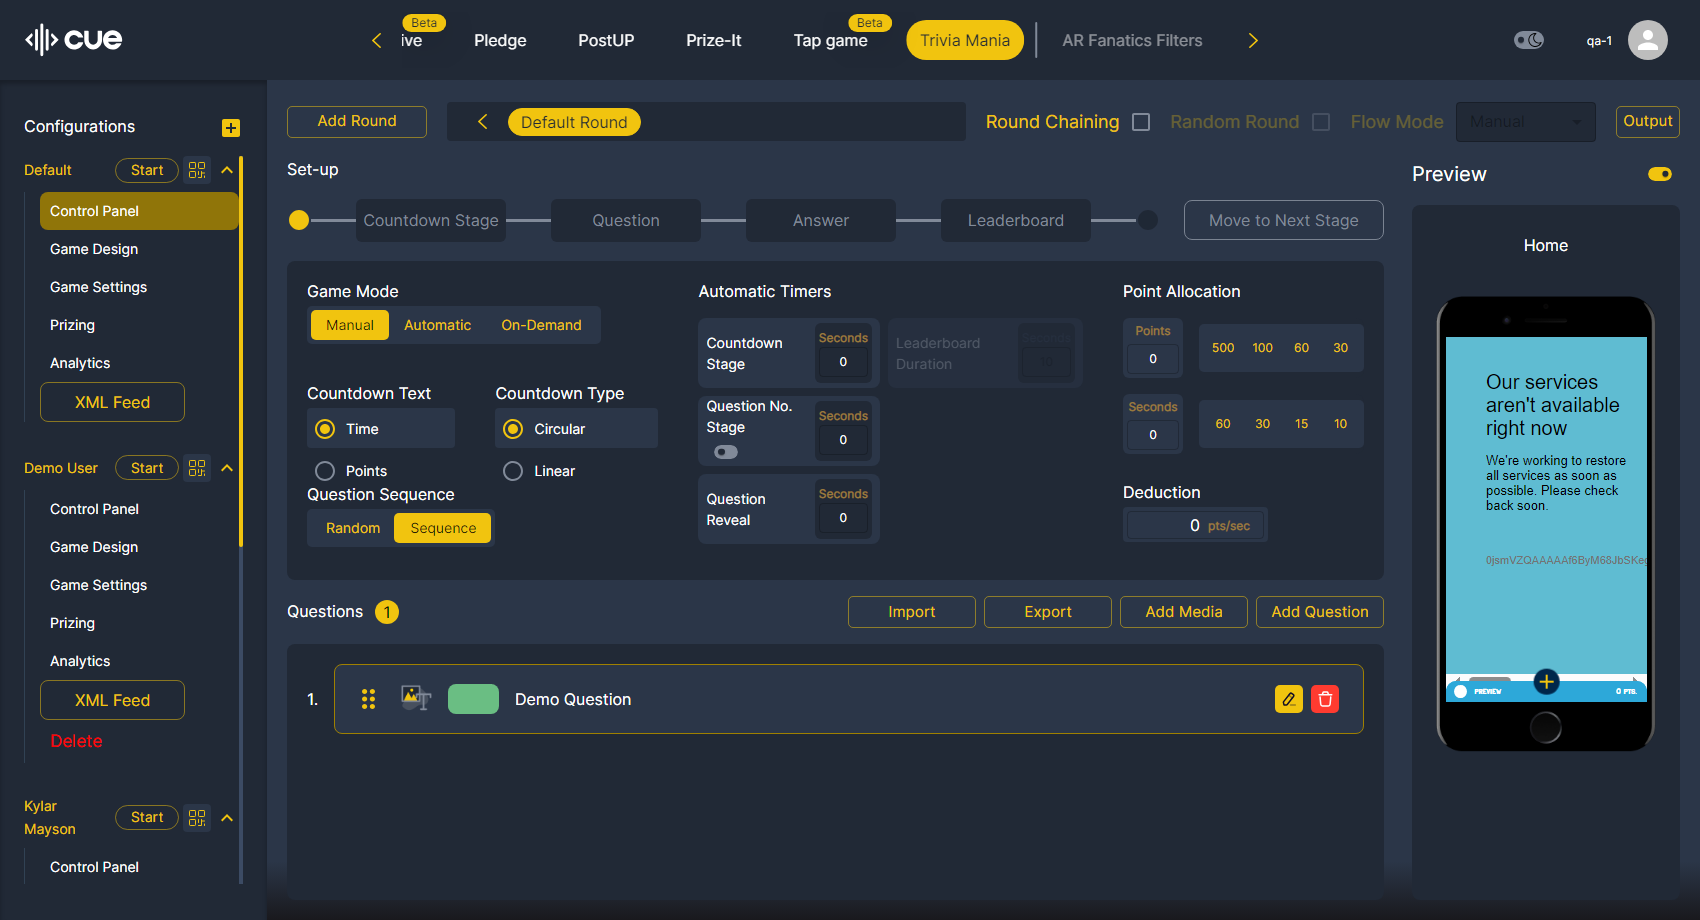 cue
Beta
ive
Pledge
PostUP
Prize-It
Beta
Tap game
Trivia Mania
AR Fanatics Filters
qa-1
Configurations
Default
Start
Control Panel
Game Design
Game Settings
Prizing
Analytics
XML Feed
Demo User
Start
Control Panel
Game Design
Game Settings
Prizing
Analytics
XML Feed
Delete
Kylar
Mayson
Start
Control Panel
Add Round
Default Round
Round Chaining
Random Round
Flow Mode
Manual
Output
Set-up
Countdown Stage
Question
Answer
Leaderboard
Move to Next Stage
Game Mode
Manual
Automatic
On-Demand
Countdown Text
Time
Points
Countdown Type
Circular
Linear
Question Sequence
Random
Sequence
Automatic Timers
Countdown
Stage
Seconds
0
Leaderboard
Duration
Seconds
10
Question No.
Stage
Seconds
0
Question
Reveal
Seconds
0
Point Allocation
Points
0
500 100 60 30
Seconds
0
60 30 15 10
Deduction
0 pts/sec
Questions 1
Import
Export
Add Media
Add Question
1.
Demo Question
Preview
Home
Our services
aren't available
right now
We're working to restore
all services as soon as
possible. Please check
back soon.
0jsmVZQAAAAAf6ByM68JbSKeg
PREVIEW
0 PTS.